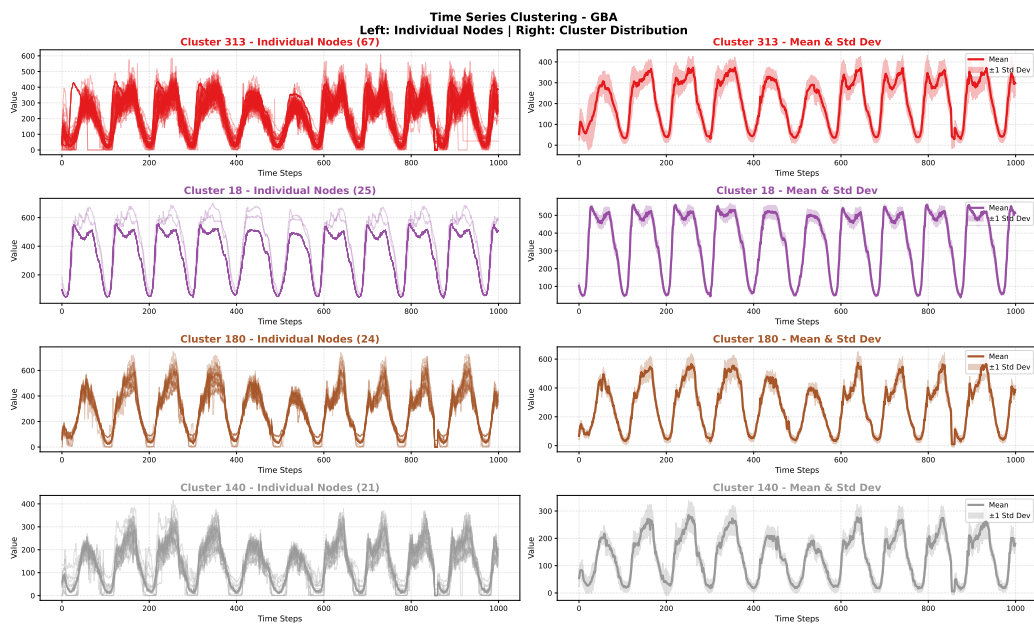 Time Series Clustering - GBA
Left: Individual Nodes | Right: Cluster Distribution
Cluster 313 - Individual Nodes (67)
Value
600
500
400
300
200
100
0
0
200
400
600
800
1000
Time Steps
Cluster 313 - Mean & Std Dev
Value
400
300
200
100
0
Mean
±1 Std Dev
0
200
400
600
800
1000
Time Steps
Cluster 18 - Individual Nodes (25)
Value
600
400
200
0
200
400
600
800
1000
Time Steps
Cluster 18 - Mean & Std Dev
Value
500
400
300
200
100
0
Mean
±1 Std Dev
0
200
400
600
800
1000
Time Steps
Cluster 180 - Individual Nodes (24)
Value
600
400
200
0
0
200
400
600
800
1000
Time Steps
Cluster 180 - Mean & Std Dev
Value
600
400
200
0
Mean
±1 Std Dev
0
200
400
600
800
1000
Time Steps
Cluster 140 - Individual Nodes (21)
Value
400
300
200
100
0
0
200
400
600
800
1000
Time Steps
Cluster 140 - Mean & Std Dev
Value
300
200
100
0
Mean
±1 Std Dev
0
200
400
600
800
1000
Time Steps